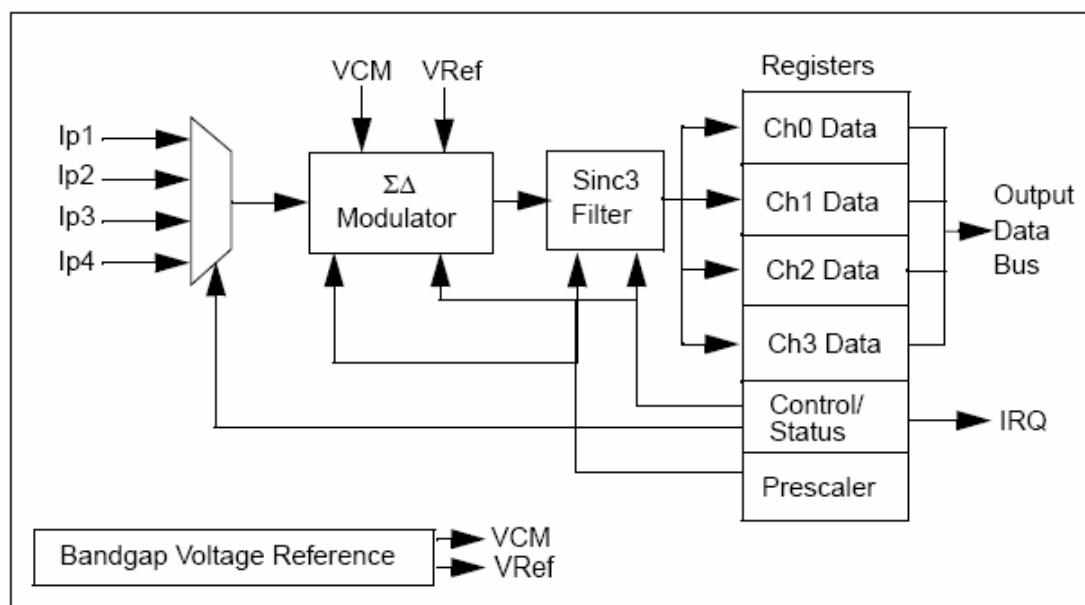 VCM
VRef
Registers
Ip1
Ip2
Ip3
Ip4
ΣΔ
Modulator
Sinc3
Filter
Ch0 Data
Ch1 Data
Ch2 Data
Ch3 Data
Control/
Status
Prescaler
Output
Data
Bus
IRQ
Bandgap Voltage Reference
VCM
VRef